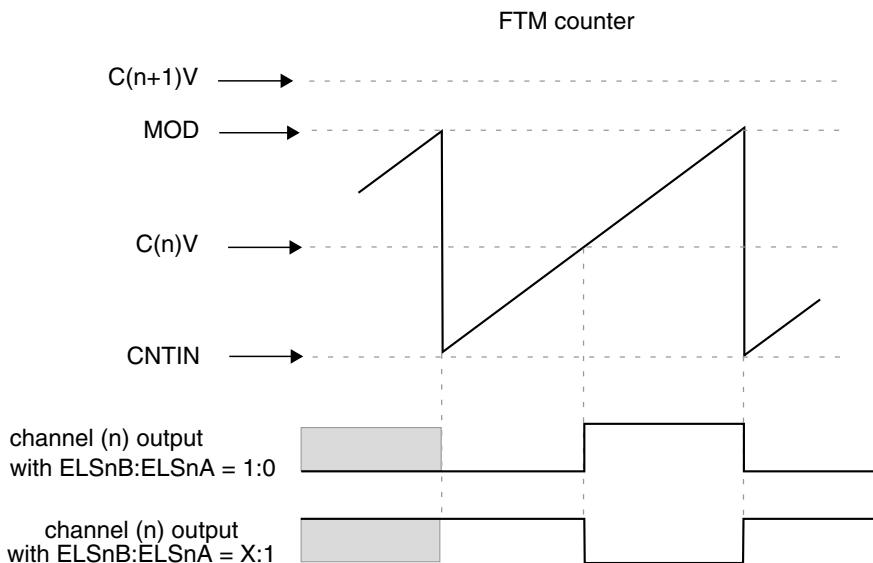 FTM counter
C(n+1)V
MOD
C(n)V
CNTIN
channel (n) output
with ELSnB:ELSnA = 1:0
channel (n) output
with ELSnB:ELSnA = X:1